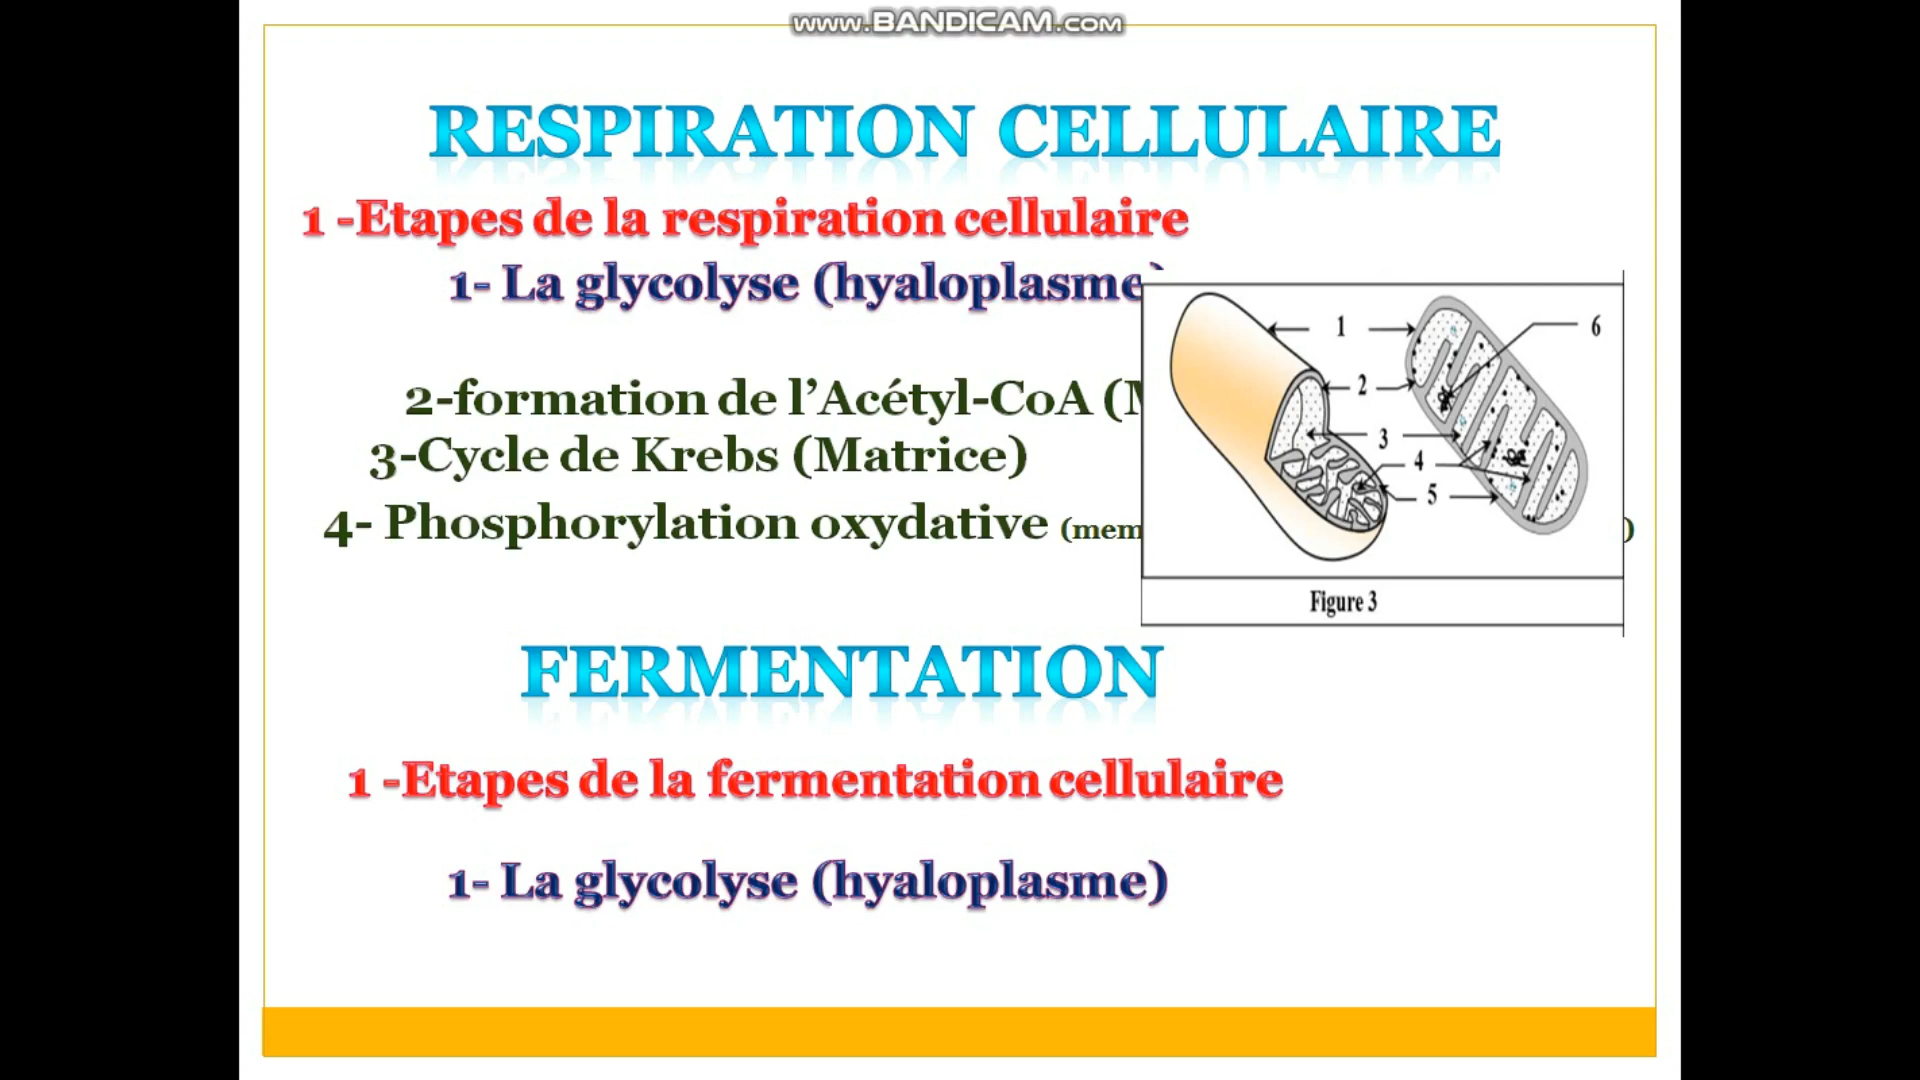 www.BANDICAM.com
RESPIRATION CELLULAIRE
1 -Etapes de la respiration cellulaire
1- La glycolyse (hyaloplasme)
2-formation de l’Acétyl-CoA (
3-Cycle de Krebs (Matrice)
4- Phosphorylation oxydative
1
6
2
3
4
5
Figure 3
FERMENTATION
1 -Etapes de la fermentation cellulaire
1- La glycolyse (hyaloplasme)